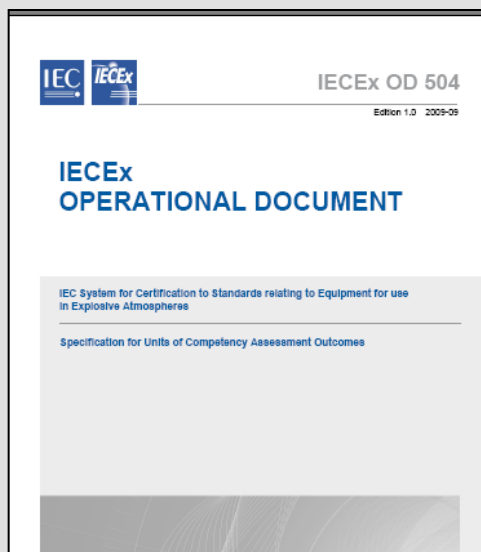 IEC IECEx
IECEx OD 504
Edition 1.0 2009-09
IECEx
OPERATIONAL DOCUMENT
IEC System for Certification to Standards relating to Equipment for use
in Explosive Atmospheres
Specification for Units of Competency Assessment Outcomes